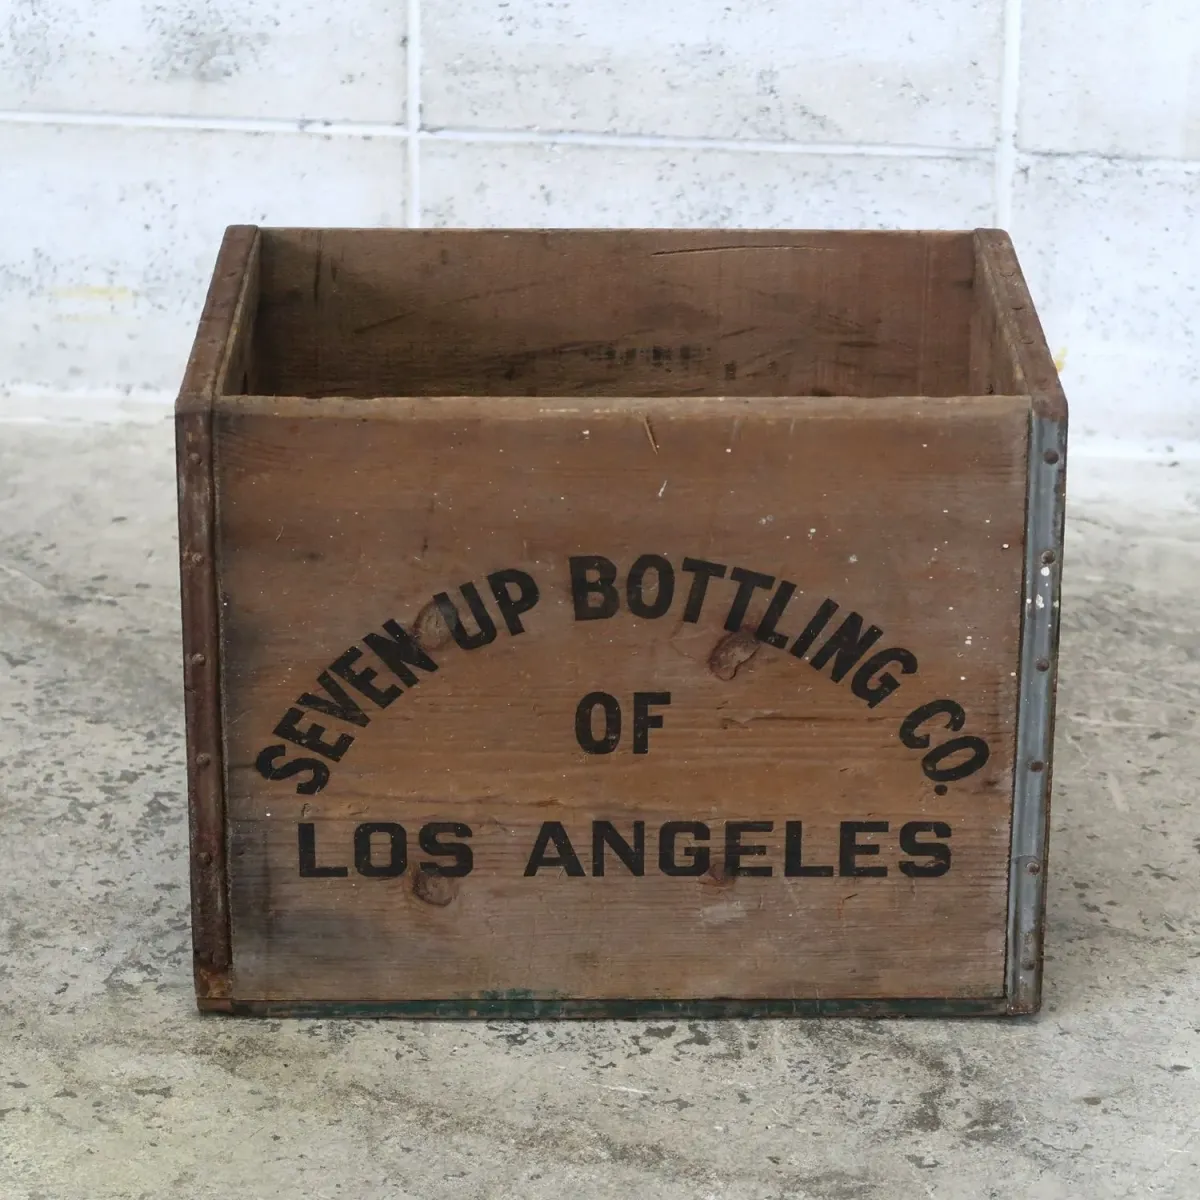 SEVEN-UP BOTTLING CO.
OF
LOS ANGELES